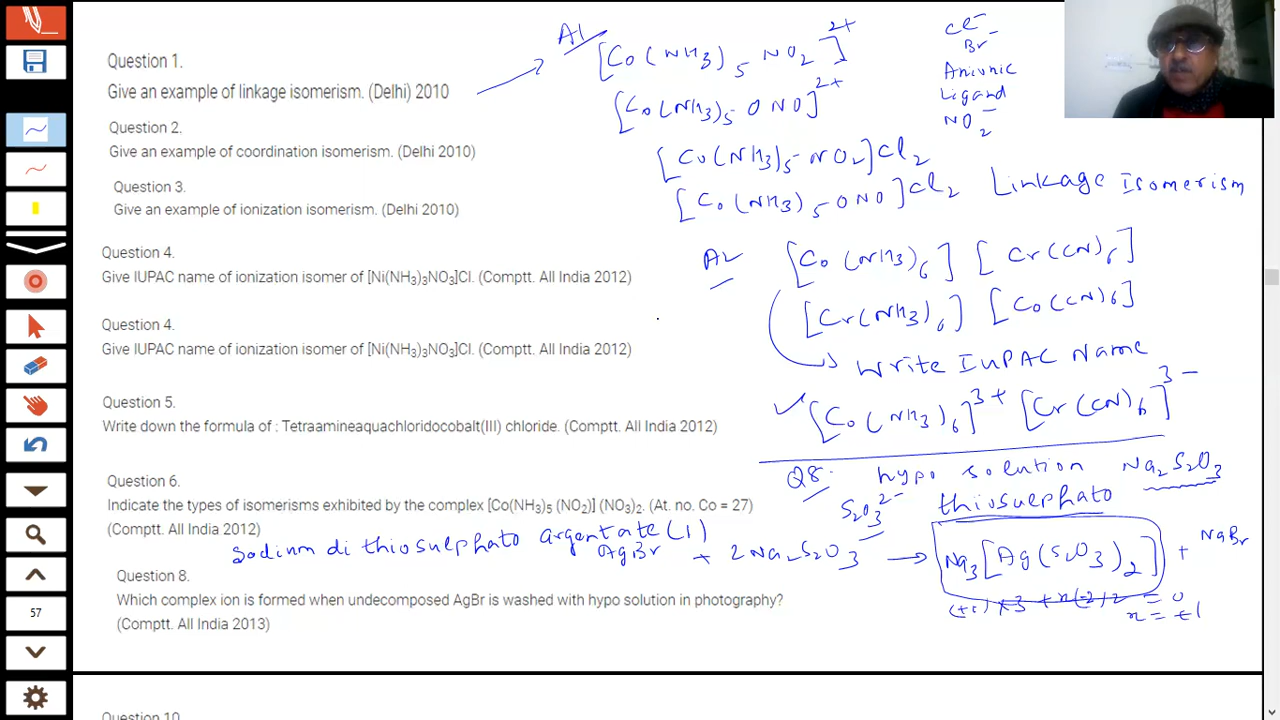 Question 1.
Give an example of linkage isomerism. (Delhi) 2010
Question 2.
Give an example of coordination isomerism. (Delhi 2010)
Question 3.
Give an example of ionization isomerism. (Delhi 2010)
Question 4.
Give IUPAC name of ionization isomer of [Ni(NH₃)₃NO₃]Cl. (Comptt. All India 2012)
Question 4.
Give IUPAC name of ionization isomer of [Ni(NH₃)₃NO₃]Cl. (Comptt. All India 2012)
Question 5.
Write down the formula of : Tetraamineaquachloridocobalt(III) chloride. (Comptt. All India 2012)
Question 6.
Indicate the types of isomerisms exhibited by the complex [Co(NH₃)₅ (NO₂)] (NO₃)₂. (At. no. Co = 27)
(Comptt. All India 2012)
Sodium di thiosulphato argentate (1)
Question 8.
Which complex ion is formed when undecomposed AgBr is washed with hypo solution in photography?
(Comptt. All India 2013)
Question 10.
57
A1
[Co(NH₃)₅ NO₂]²⁺
[Co(NH₃)₅ ONO]²⁺
[Co(NH₃)₅ NO₂]Cl₂
[Co(NH₃)₅ ONO]Cl₂ Linkage Isomerism
Cl⁻
Br⁻
Anionic
Ligand
NO₂⁻
A2 [Co(NH₃)₆] [Cr(CN)₆]
[Cr(NH₃)₆] [Co(CN)₆]
Write IUPAC Name
[Co(NH₃)₆]³⁺ [Cr(CN)₆]³⁻
Q8. hypo solution Na₂S₂O₃
S₂O₃²⁻ thiosulphato
AgBr + 2Na₂S₂O₃ → Na₃[Ag(S₂O₃)₂] + NaBr
= 0
x = +1